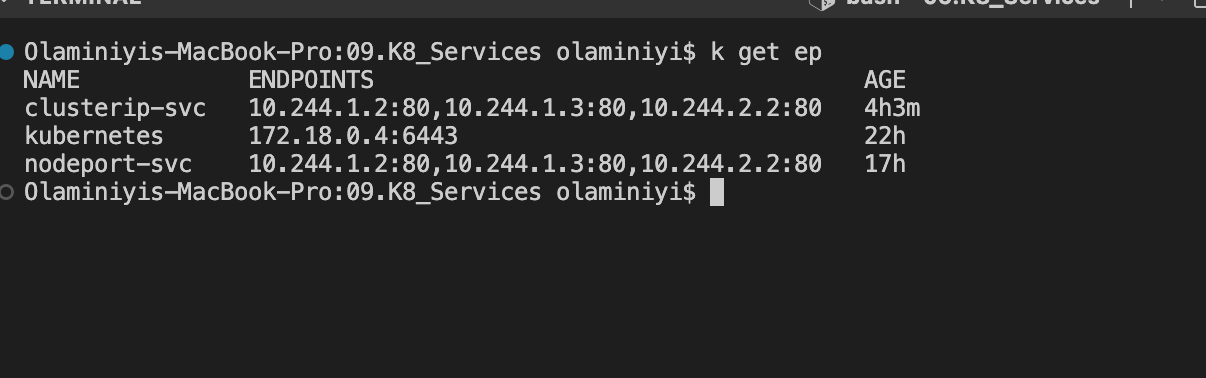 TERMINAL
bash - 09.K8_Services
Olaminiyis-MacBook-Pro:09.K8_Services olaminiyi$ k get ep
NAME ENDPOINTS AGE
clusterip-svc 10.244.1.2:80,10.244.1.3:80,10.244.2.2:80 4h3m
kubernetes 172.18.0.4:6443 22h
nodeport-svc 10.244.1.2:80,10.244.1.3:80,10.244.2.2:80 17h
Olaminiyis-MacBook-Pro:09.K8_Services olaminiyi$